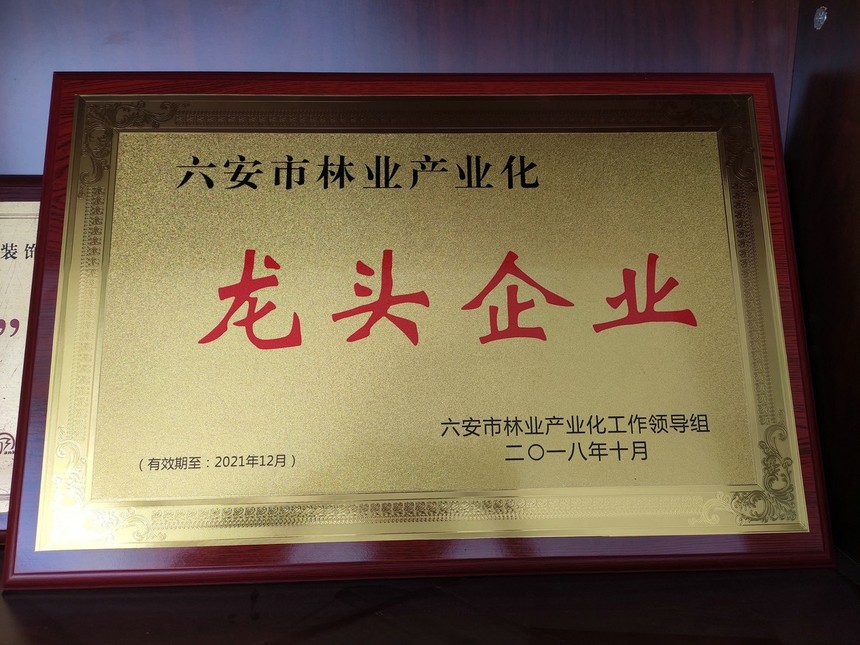 六安市林业产业化
龙头企业
六安市林业产业化工作领导组
二〇一八年十月
（有效期至：2021年12月）
装饰
”